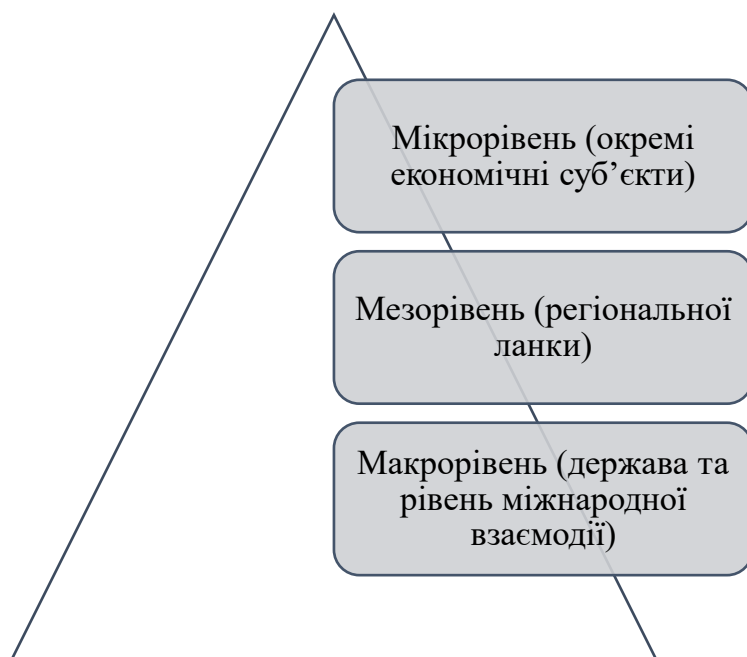 Мікрорівень (окремі
економічні суб’єкти)
Мезорівень (регіональної
ланки)
Макрорівень (держава та
рівень міжнародної
взаємодії)